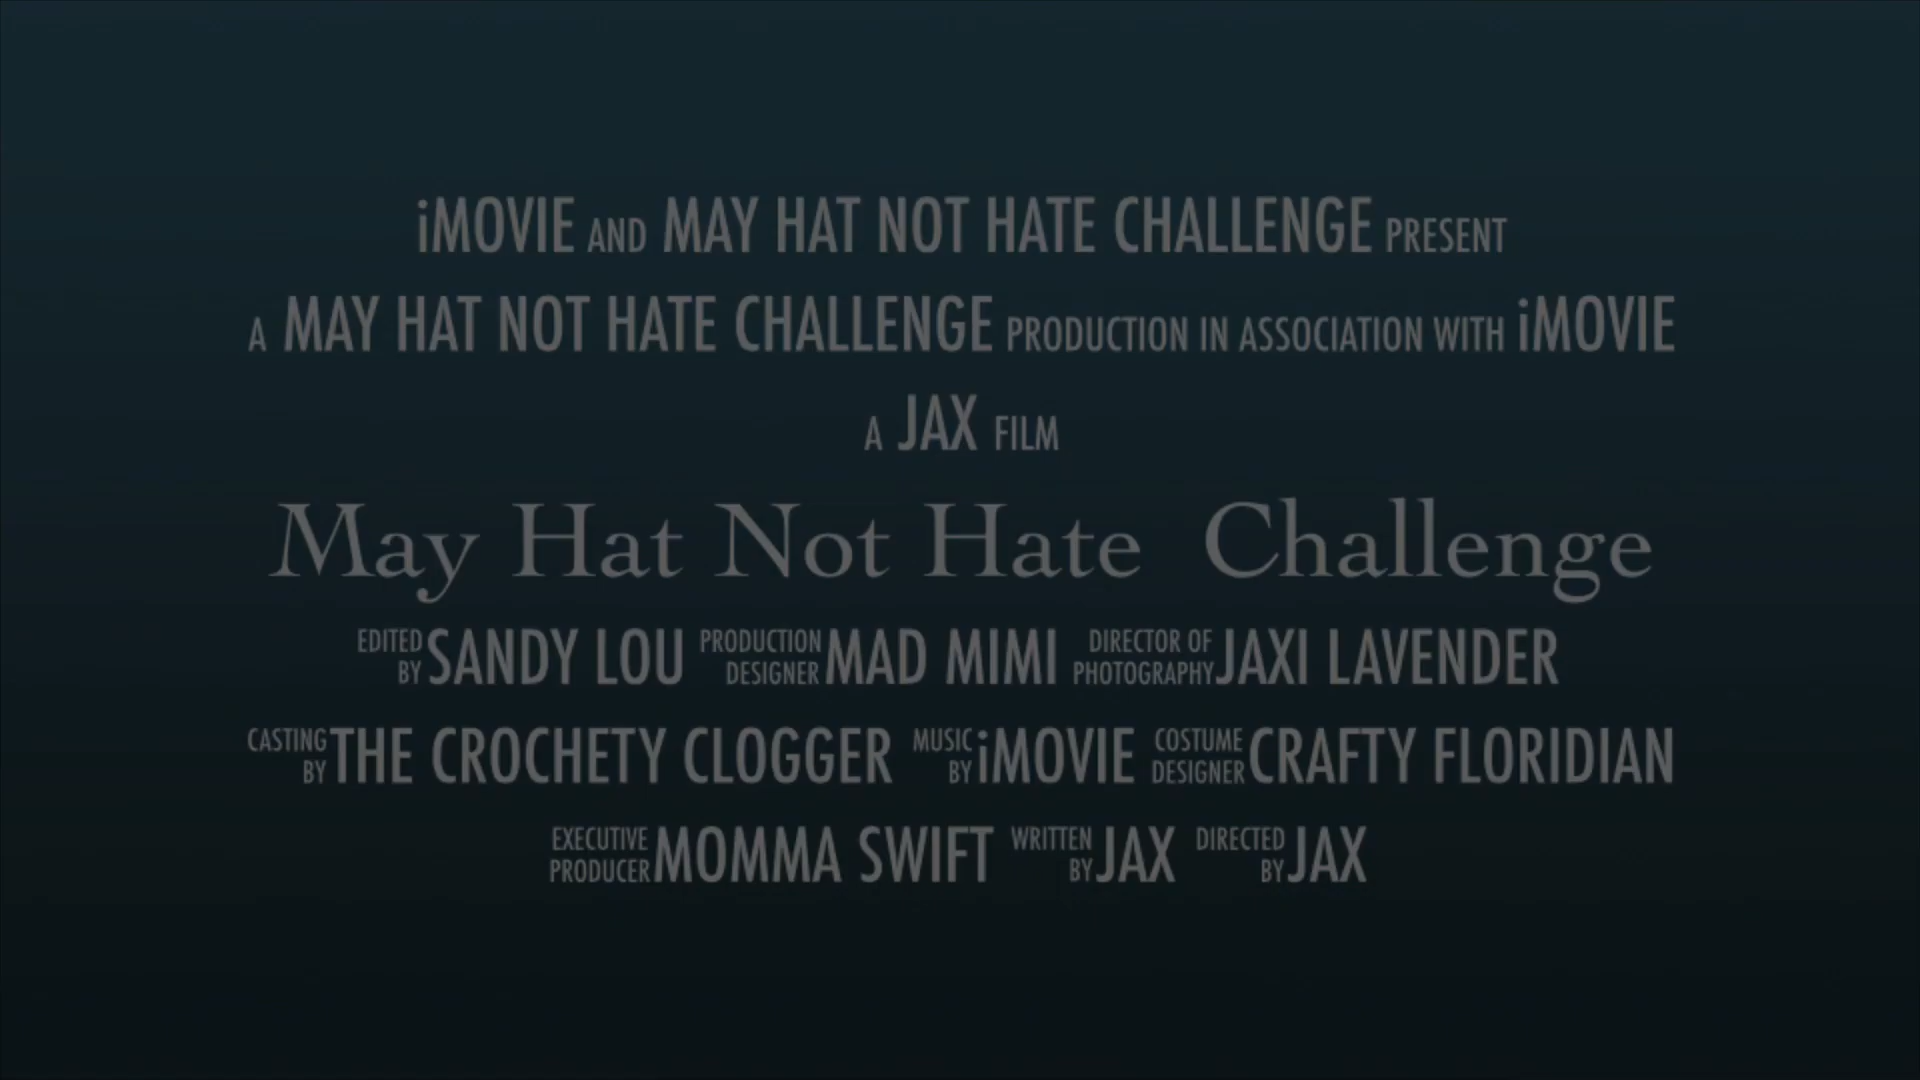 iMOVIE AND MAY HAT NOT HATE CHALLENGE PRESENT
A MAY HAT NOT HATE CHALLENGE PRODUCTION IN ASSOCIATION WITH iMOVIE
A JAX FILM
May Hat Not Hate Challenge
EDITED BY SANDY LOU PRODUCTION DESIGNER MAD MIMI DIRECTOR OF PHOTOGRAPHY JAXI LAVENDER
CASTING BY THE CROCHETY CLOGGER MUSIC BY iMOVIE COSTUME DESIGNER CRAFTY FLORIDIAN
EXECUTIVE PRODUCER MOMMA SWIFT WRITTEN BY JAX DIRECTED BY JAX